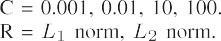 C = 0.001, 0.01, 10, 100.
R = L₁ norm, L₂ norm.